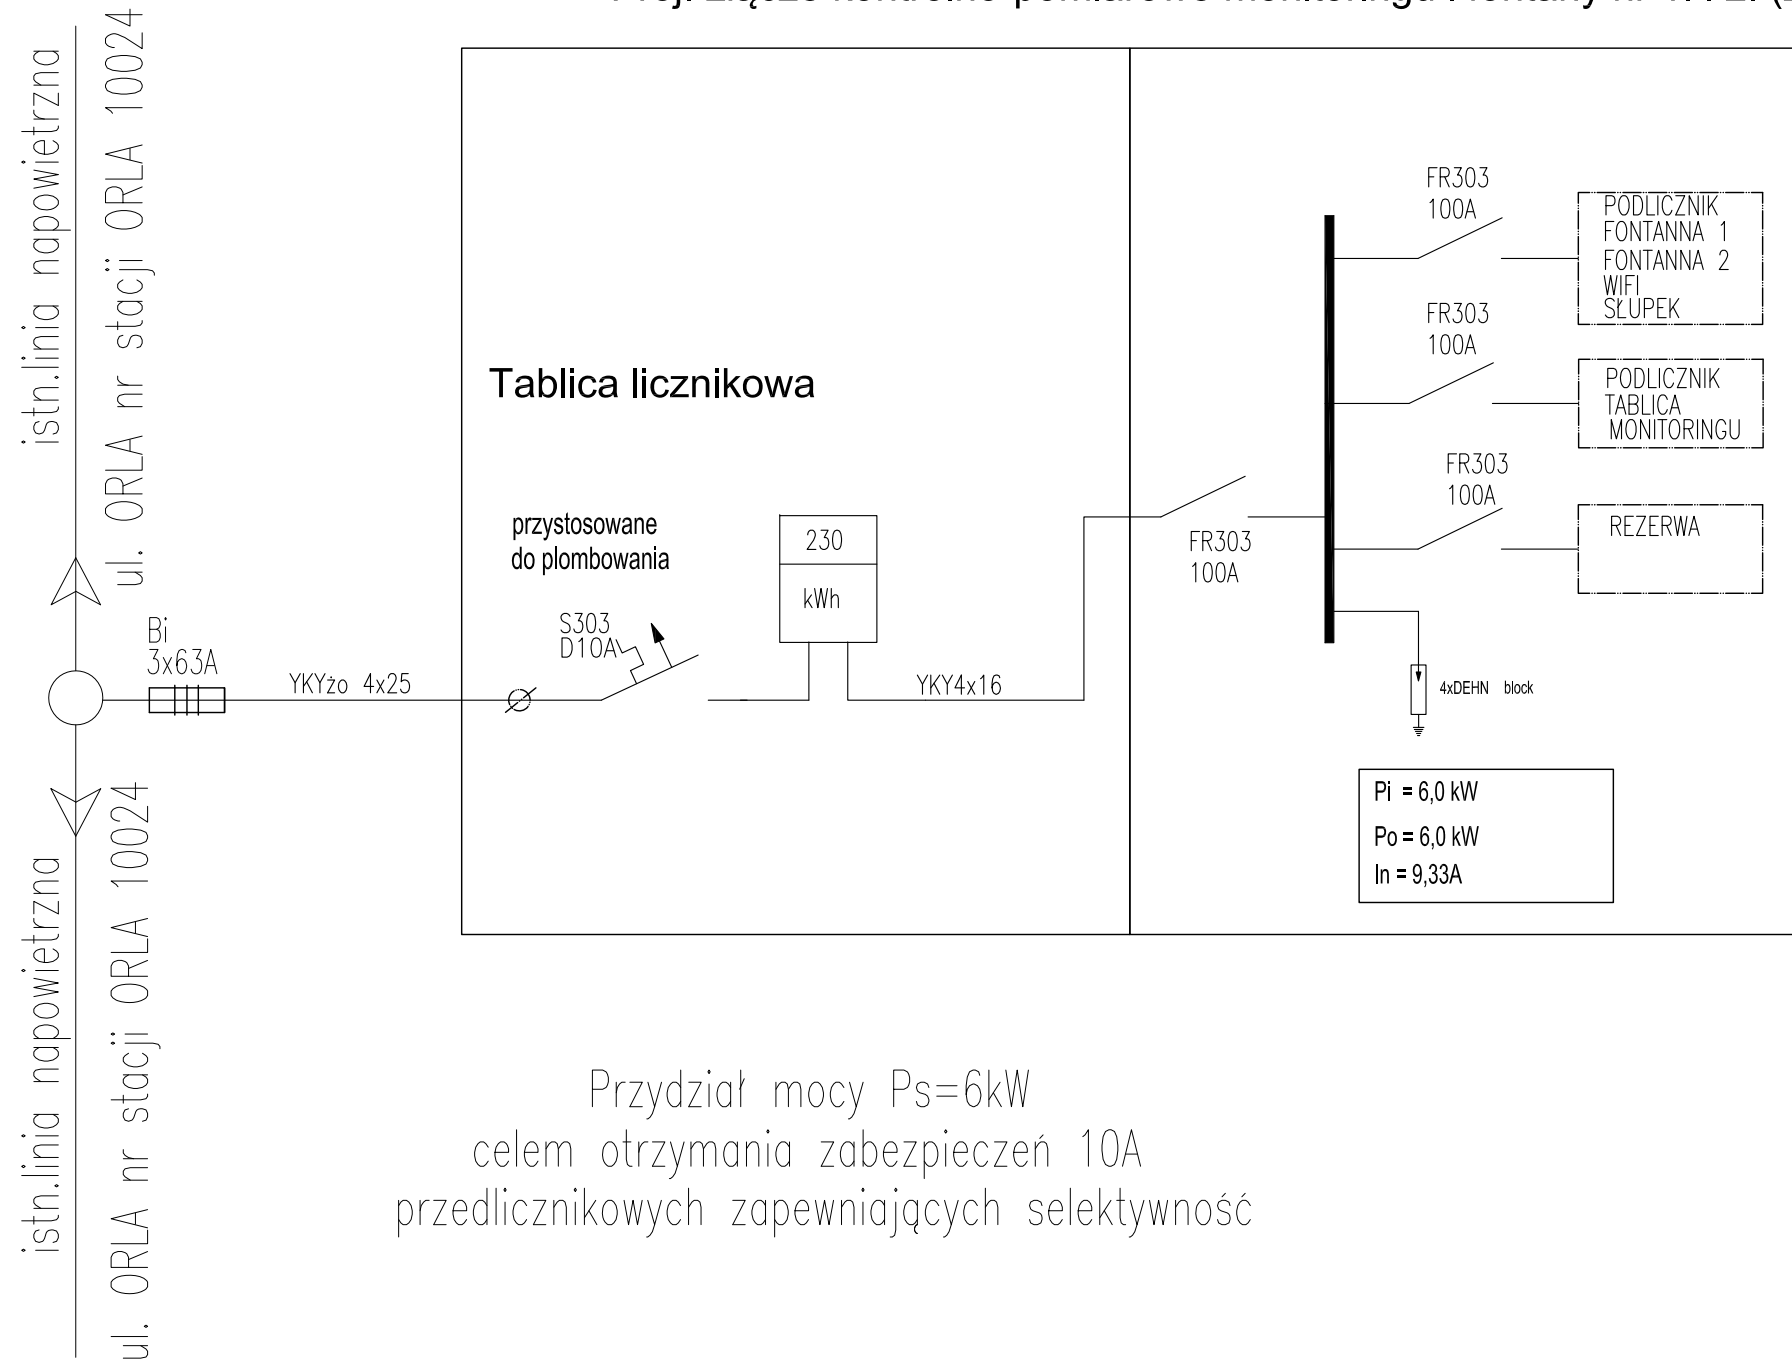 istn.linia napowietrzna
ul. ORLA nr stacji ORLA 10024
FR303
100A
PODLICZNIK
FONTANNA 1
FONTANNA 2
WIFI
SŁUPEK
FR303
100A
PODLICZNIK
TABLICA
MONITORINGU
Tablica licznikowa
FR303
100A
REZERWA
przystosowane
do plombowania
230
kWh
FR303
100A
S303
D10A
Bi
3x63A
YKYżo 4x25
YKY4x16
4xDEHN block
Pi = 6,0 kW
Po = 6,0 kW
In = 9,33A
istn.linia napowietrzna
ul. ORLA nr stacji ORLA 10024
Przydział mocy Ps=6kW
celem otrzymania zabezpieczeń 10A
przedlicznikowych zapewniających selektywność